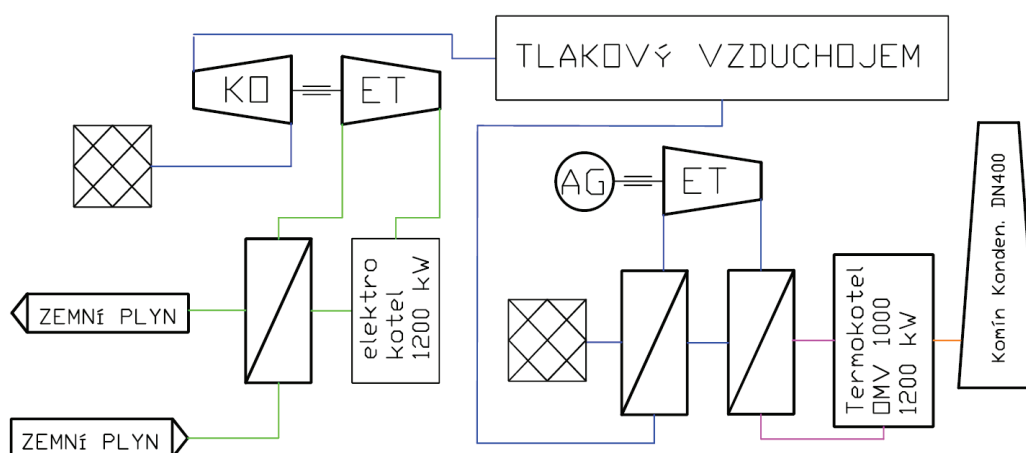 TLAKOVÝ VZDUCHOJEM
KO
ET
AG
ET
elektro
kotel
1200 kW
ZEMNí PLYN
ZEMNí PLYN
Termokotel
OMV 1000
1200 kW
Komín Konden. DN400